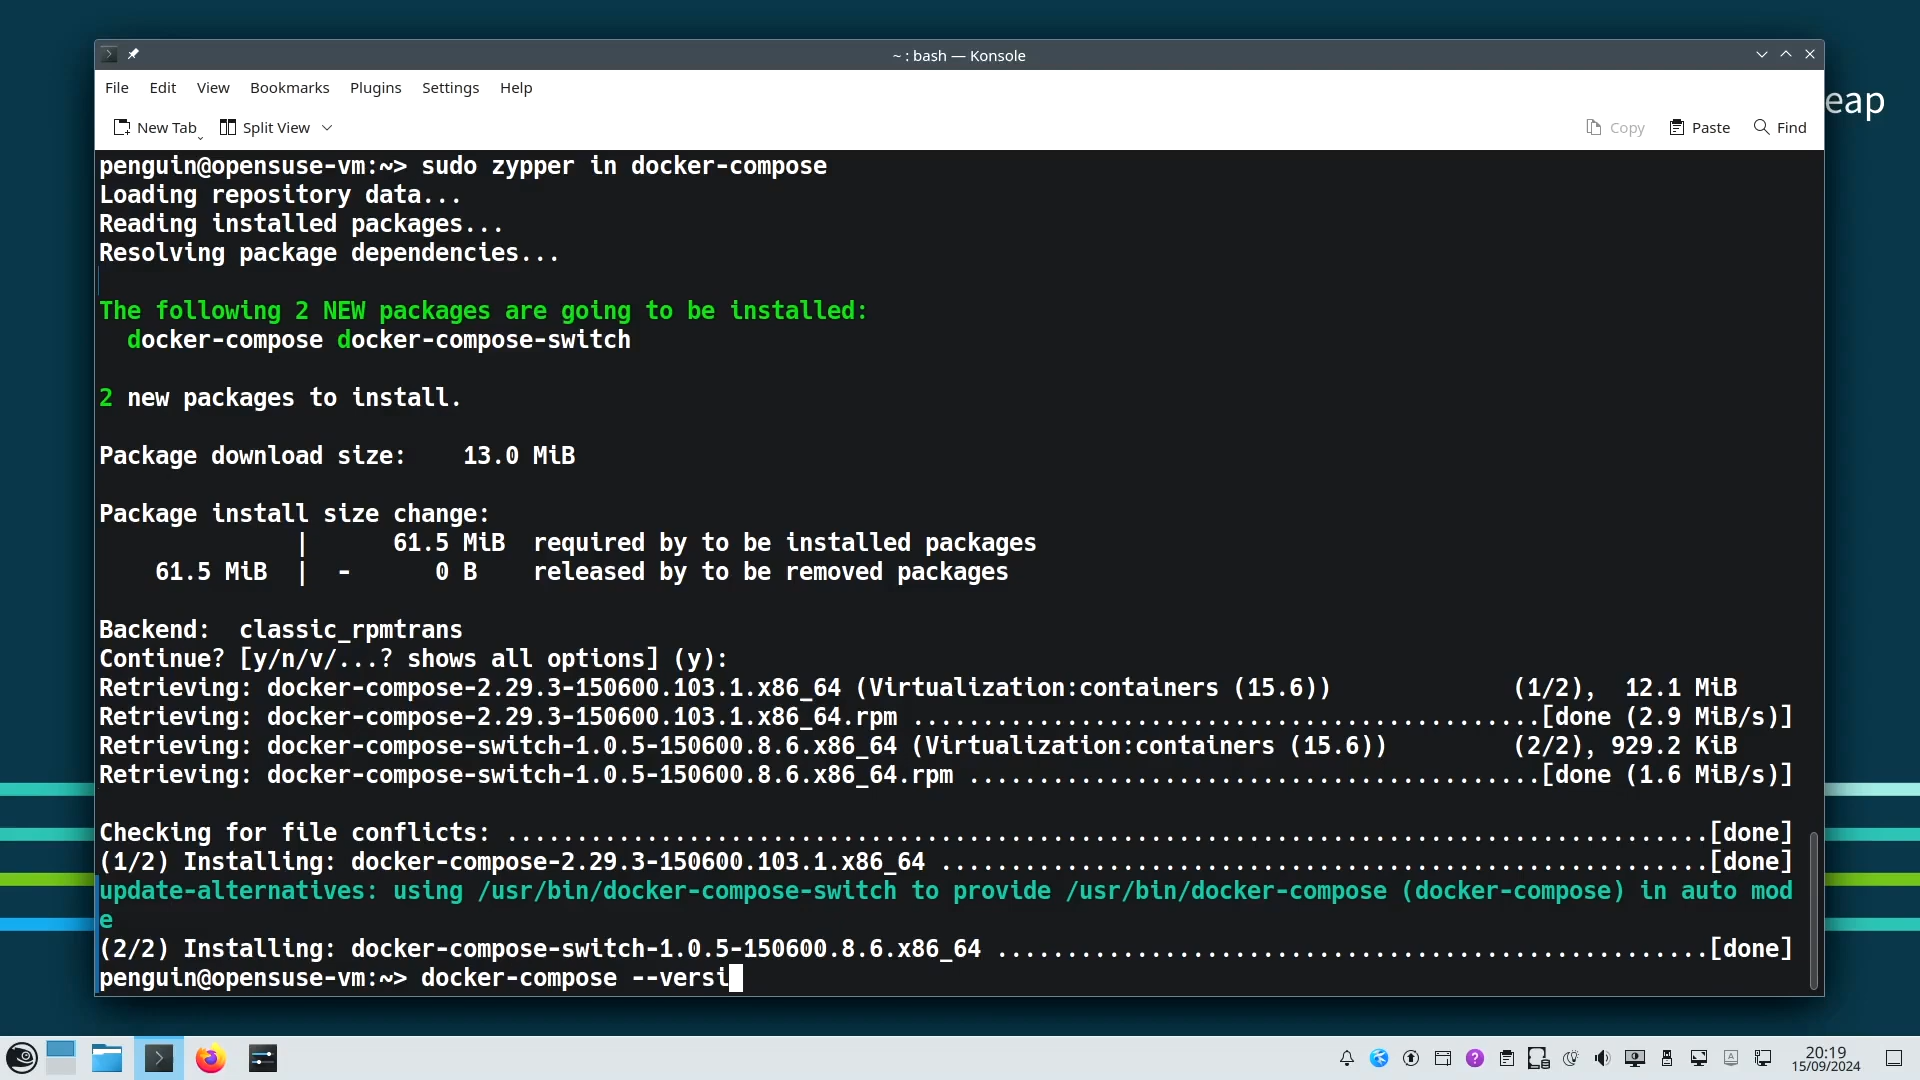 ~ : bash — Konsole
File Edit View Bookmarks Plugins Settings Help
eap
New Tab Split View Copy Paste Find
penguin@opensuse-vm:~> sudo zypper in docker-compose
Loading repository data...
Reading installed packages...
Resolving package dependencies...
The following 2 NEW packages are going to be installed:
  docker-compose docker-compose-switch
2 new packages to install.
Package download size:    13.0 MiB
Package install size change:
              |      61.5 MiB  required by to be installed packages
    61.5 MiB  |  -      0 B    released by to be removed packages
Backend:  classic_rpmtrans
Continue? [y/n/v/...? shows all options] (y):
Retrieving: docker-compose-2.29.3-150600.103.1.x86_64 (Virtualization:containers (15.6))             (1/2),  12.1 MiB
Retrieving: docker-compose-2.29.3-150600.103.1.x86_64.rpm .............................................[done (2.9 MiB/s)]
Retrieving: docker-compose-switch-1.0.5-150600.8.6.x86_64 (Virtualization:containers (15.6))         (2/2), 929.2 KiB
Retrieving: docker-compose-switch-1.0.5-150600.8.6.x86_64.rpm .........................................[done (1.6 MiB/s)]
Checking for file conflicts: ......................................................................................[done]
(1/2) Installing: docker-compose-2.29.3-150600.103.1.x86_64 .......................................................[done]
update-alternatives: using /usr/bin/docker-compose-switch to provide /usr/bin/docker-compose (docker-compose) in auto mod
e
(2/2) Installing: docker-compose-switch-1.0.5-150600.8.6.x86_64 ...................................................[done]
penguin@opensuse-vm:~> docker-compose --versi
20:19
15/09/2024